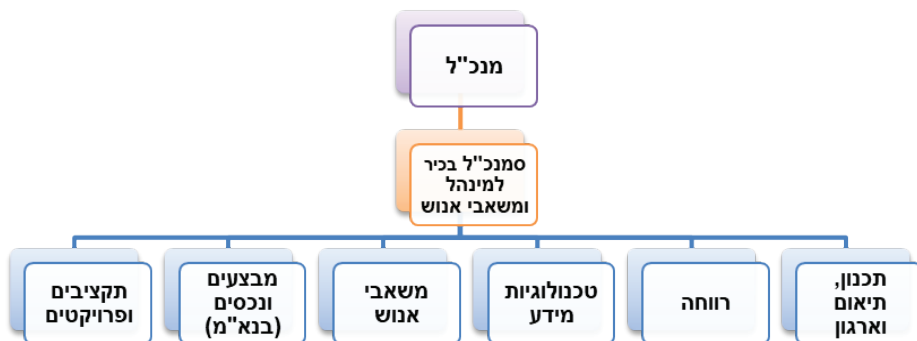 מנכ"ל
סמנכ"ל בכיר
למינהל
ומשאבי אנוש
תכנון,
תיאום
וארגון
רווחה
טכנולוגיות
מידע
משאבי
אנוש
מבצעים
ונכסים
(בנא"מ)
תקציבים
ופרויקטים